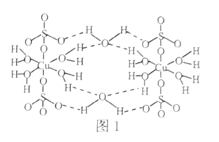 O O H H O O
S O O S
O O H H O
H O O H
H O Cu O H H O Cu O H
H O O H H O O H
O H H O
O S O H H O S O
O O O O
图 1